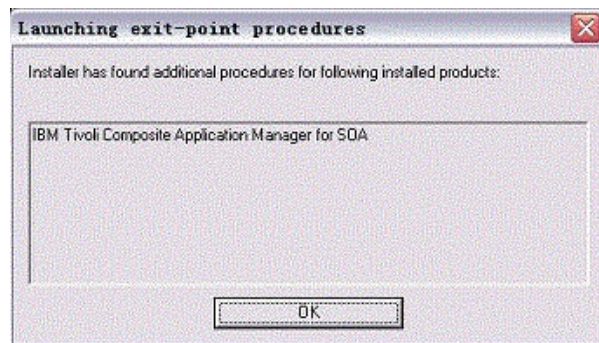 Launching exit-point procedures
Installer has found additional procedures for following installed products:
IBM Tivoli Composite Application Manager for SOA
OK